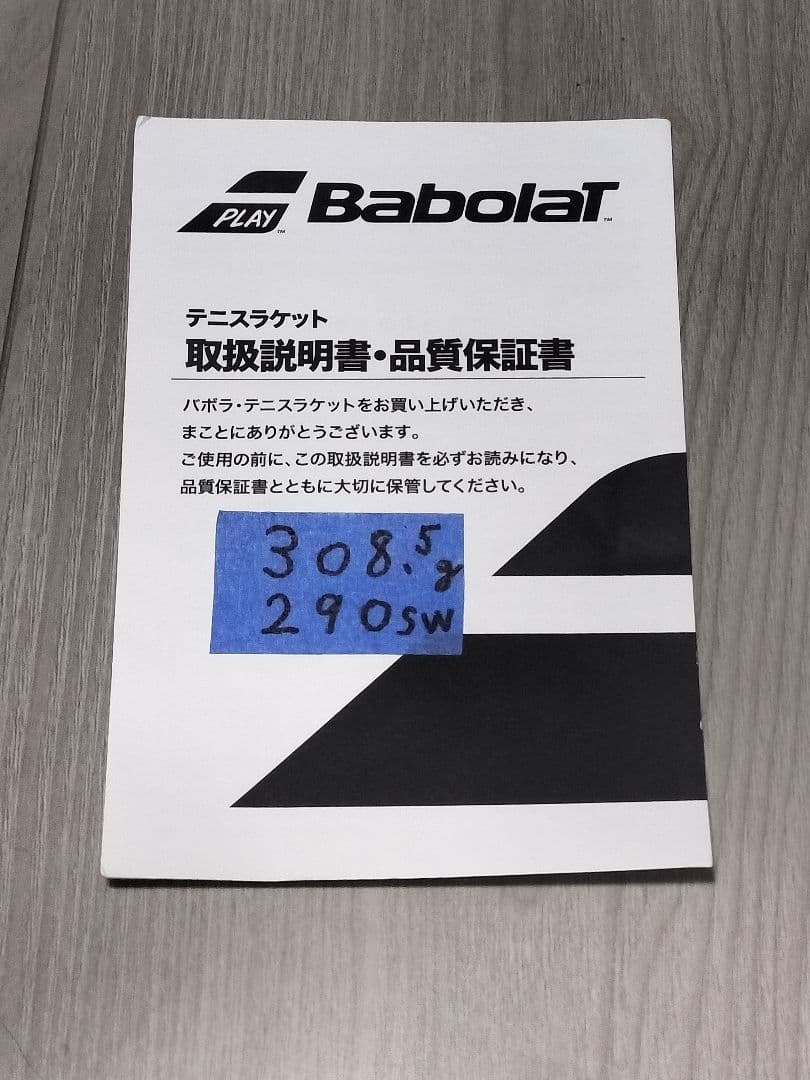 PLAY™ BabolaT™
テニスラケット
取扱説明書・品質保証書
バボラ・テニスラケットをお買い上げいただき、
まことにありがとうございます。
ご使用の前に、この取扱説明書を必ずお読みになり、
品質保証書とともに大切に保管してください。
308.5g
290sw